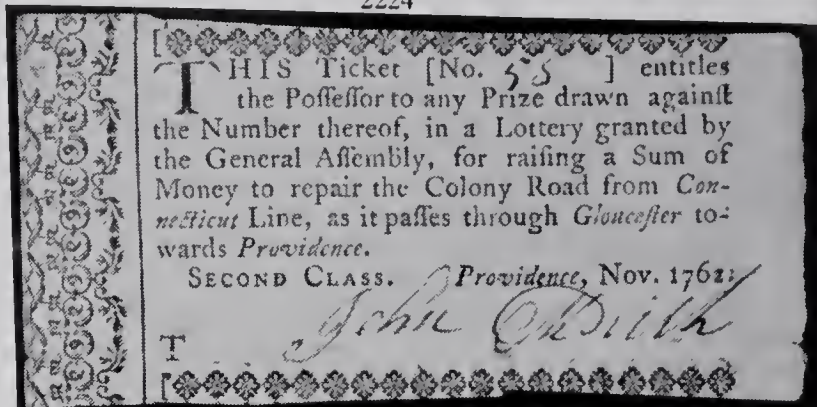 2224
THIS Ticket [No. 55 ] entitles
the Poſſeſſor to any Prize drawn againſt
the Number thereof, in a Lottery granted by
the General Aſſembly, for raiſing a Sum of
Money to repair the Colony Road from Con-
necticut Line, as it paſſes through Glouceſter to-
wards Providence.
SECOND CLASS. Providence, Nov. 1762:
John
T